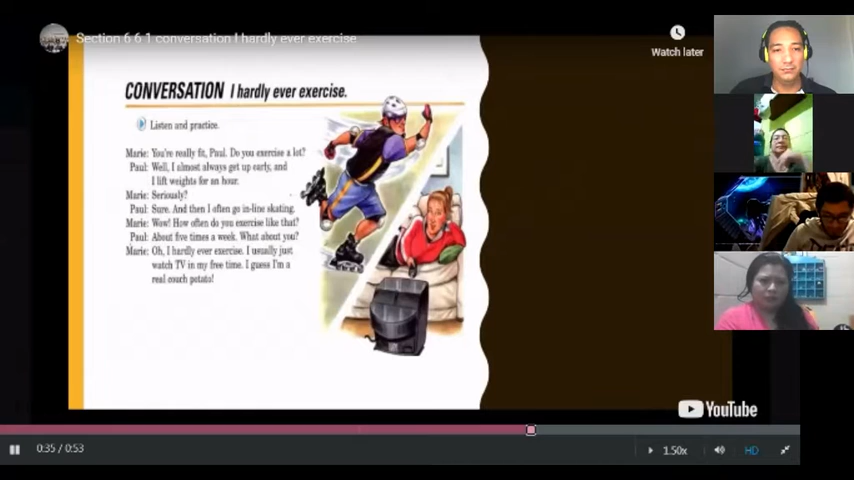 Section 6 6 1 conversation I hardly ever exercise
Watch later
CONVERSATION I hardly ever exercise.
Listen and practice.
Marie: You're really fit, Paul. Do you exercise a lot?
Paul: Well, I almost always get up early, and
I lift weights for an hour.
Marie: Seriously?
Paul: Sure. And then I often go in-line skating.
Marie: Wow! How often do you exercise like that?
Paul: About five times a week. What about you?
Marie: Oh, I hardly ever exercise. I usually just
watch TV in my free time. I guess I'm a
real couch potato!
YouTube
0:35 / 0:53
1.50x
HD